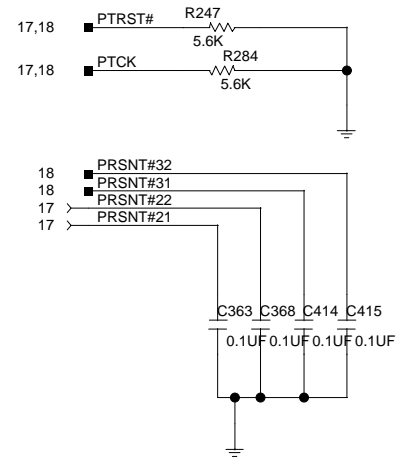 17,18 PTRST# R247
5.6K
17,18 PTCK R284
5.6K
18 PRSNT#32
18 PRSNT#31
17 PRSNT#22
17 PRSNT#21
C363 C368 C414 C415
0.1UF 0.1UF 0.1UF 0.1UF